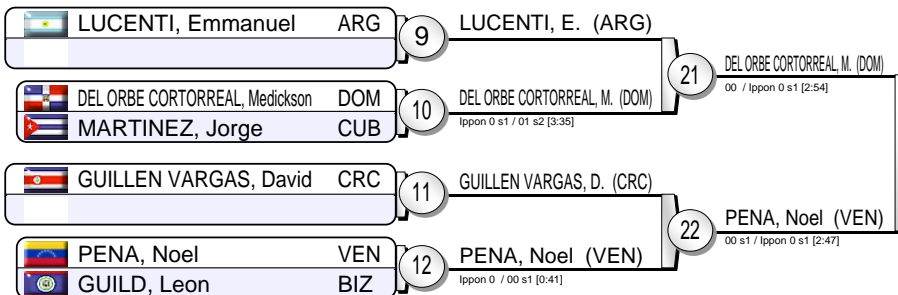 LUCENTI, Emmanuel ARG
9
LUCENTI, E. (ARG)
DEL ORBE CORTORREAL, Medickson DOM
MARTINEZ, Jorge CUB
10
DEL ORBE CORTORREAL, M. (DOM)
Ippon 0 s1 / 01 s2 [3:35]
21
DEL ORBE CORTORREAL, M. (DOM)
00 / Ippon 0 s1 [2:54]
GUILLEN VARGAS, David CRC
11
GUILLEN VARGAS, D. (CRC)
PENA, Noel VEN
GUILD, Leon BIZ
12
PENA, Noel (VEN)
Ippon 0 / 00 s1 [0:41]
22
PENA, Noel (VEN)
00 s1 / Ippon 0 s1 [2:47]